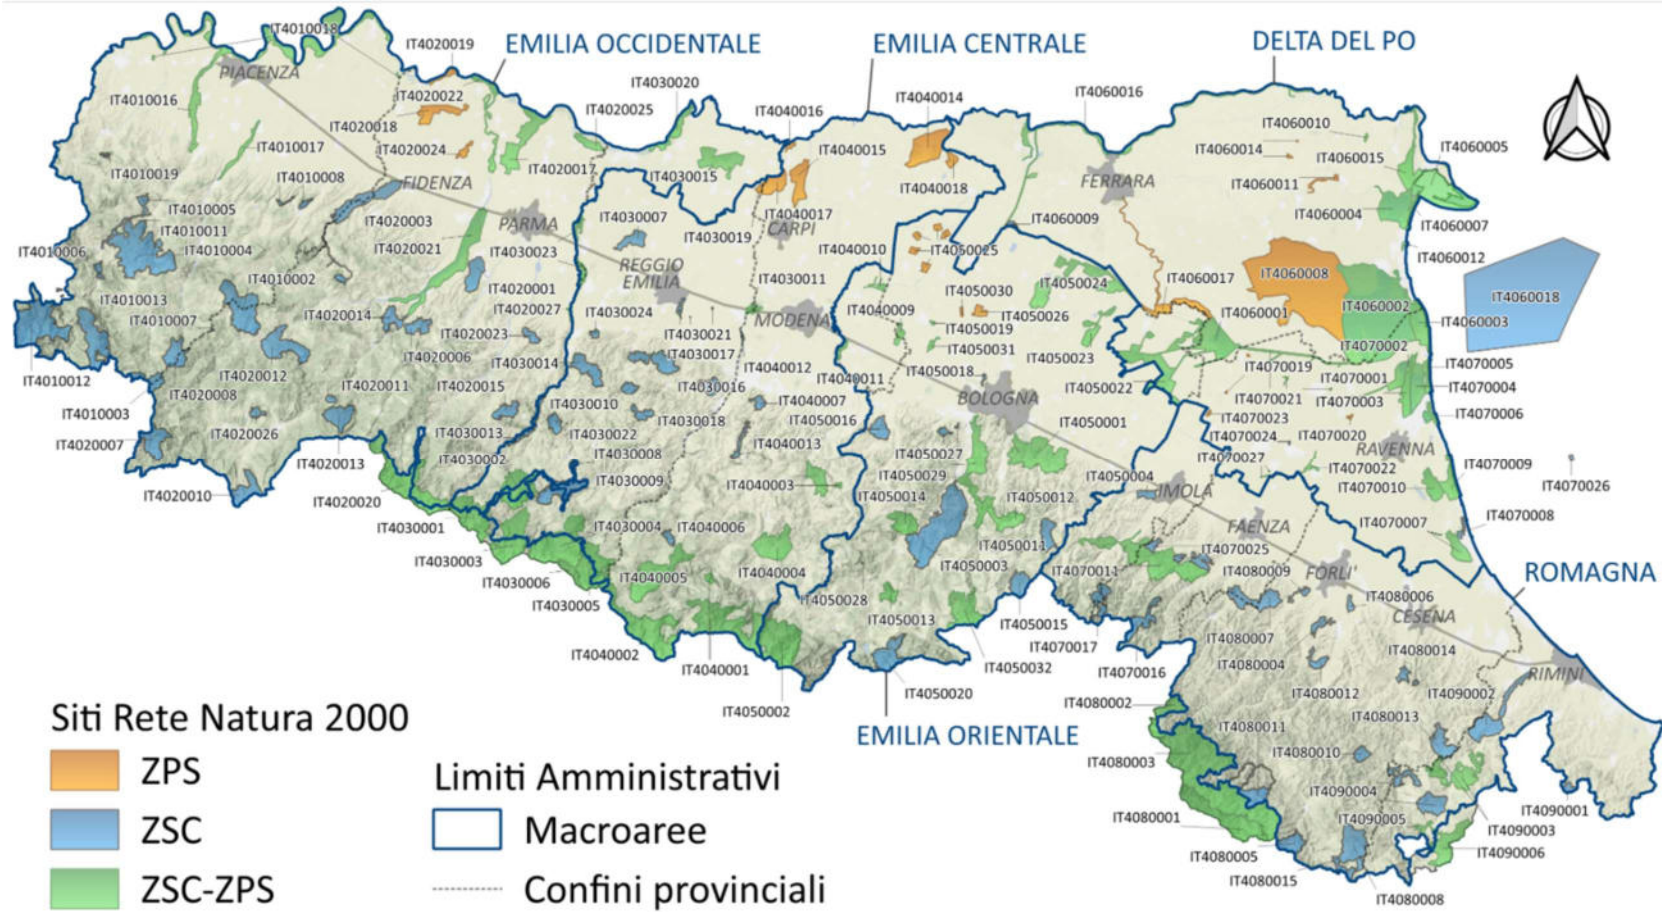 IT4010018
IT4020019
EMILIA OCCIDENTALE
EMILIA CENTRALE
DELTA DEL PO
PIACENZA
IT4030020
IT4010016
IT4020022
IT4020025
IT4040016
IT4040014
IT4060016
IT4020018
IT4060010
IT4010017
IT4020024
IT4020017
IT4030015
IT4040015
IT4060014
IT4060015
IT4060005
IT4010019
IT4010008
FIDENZA
IT4040018
FERRARA
IT4060011
IT4010005
IT4020003
PARMA
IT4030007
IT4040017
CARPI
IT4060009
IT4060004
IT4060007
IT4010011
IT4010006
IT4010004
IT4020021
IT4030023
IT4030019
IT4040010
IT4050025
IT4060012
IT4010002
REGGIO
EMILIA
IT4030011
IT4050024
IT4060017
IT4060008
IT4060018
IT4010013
IT4020001
IT4050030
IT4010007
IT4020014
IT4020027
IT4030024
MODENA
IT4040009
IT4050026
IT4060001
IT4060002
IT4060003
IT4020023
IT4030021
IT4050019
IT4050031
IT4050023
IT4070002
IT4020006
IT4030014
IT4030017
IT4040012
IT4040011
IT4050018
IT4070019
IT4070005
IT4010012
IT4020012
IT4020011
IT4020015
IT4030016
IT4050022
IT4070001
IT4070004
IT4010003
IT4020008
IT4030010
IT4040007
BOLOGNA
IT4070021
IT4070003
IT4070006
IT4020007
IT4020026
IT4030013
IT4030022
IT4030018
IT4050016
IT4050001
IT4070023
IT4070024
IT4070020
IT4040013
RAVENNA
IT4020013
IT4030002
IT4030008
IT4050027
IT4070027
IT4070009
IT4020010
IT4020020
IT4030009
IT4040003
IT4050029
IT4050004
IT4070022
IT4070010
IT4070026
IT4050014
IT4050012
IMOLA
IT4030001
IT4030004
IT4040006
FAENZA
IT4070007
IT4070008
IT4030003
IT4050011
IT4070025
IT4030006
IT4040005
IT4040004
IT4050003
IT4070011
IT4080009
FORLI'
ROMAGNA
IT4030005
IT4050028
IT4080006
IT4050013
IT4050015
CESENA
IT4040002
IT4040001
IT4070017
IT4080007
IT4050032
IT4070016
IT4080004
IT4080014
RIMINI
IT4050020
IT4080012
IT4090002
IT4050002
IT4080002
Siti Rete Natura 2000
EMILIA ORIENTALE
IT4080011
IT4080013
IT4080010
ZPS
Limiti Amministrativi
IT4080003
IT4090004
IT4090001
ZSC
Macroaree
IT4080001
IT4090005
IT4090003
IT4080005
IT4090006
ZSC-ZPS
Confini provinciali
IT4080015
IT4080008